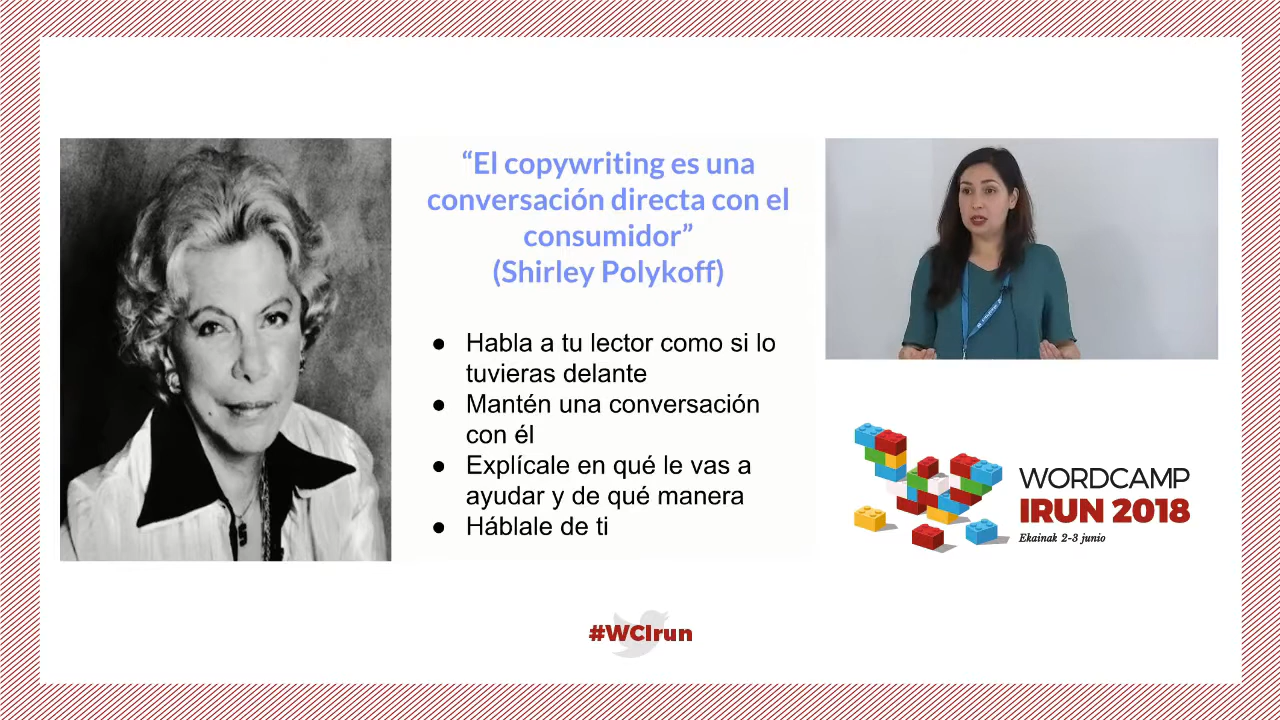 “El copywriting es una
conversación directa con el
consumidor”
(Shirley Polykoff)
● Habla a tu lector como si lo
tuvieras delante
● Mantén una conversación
con él
● Explícale en qué le vas a
ayudar y de qué manera
● Háblale de ti
WORDCAMP
IRUN 2018
Ekainak 2-3 junio
#WCIrun